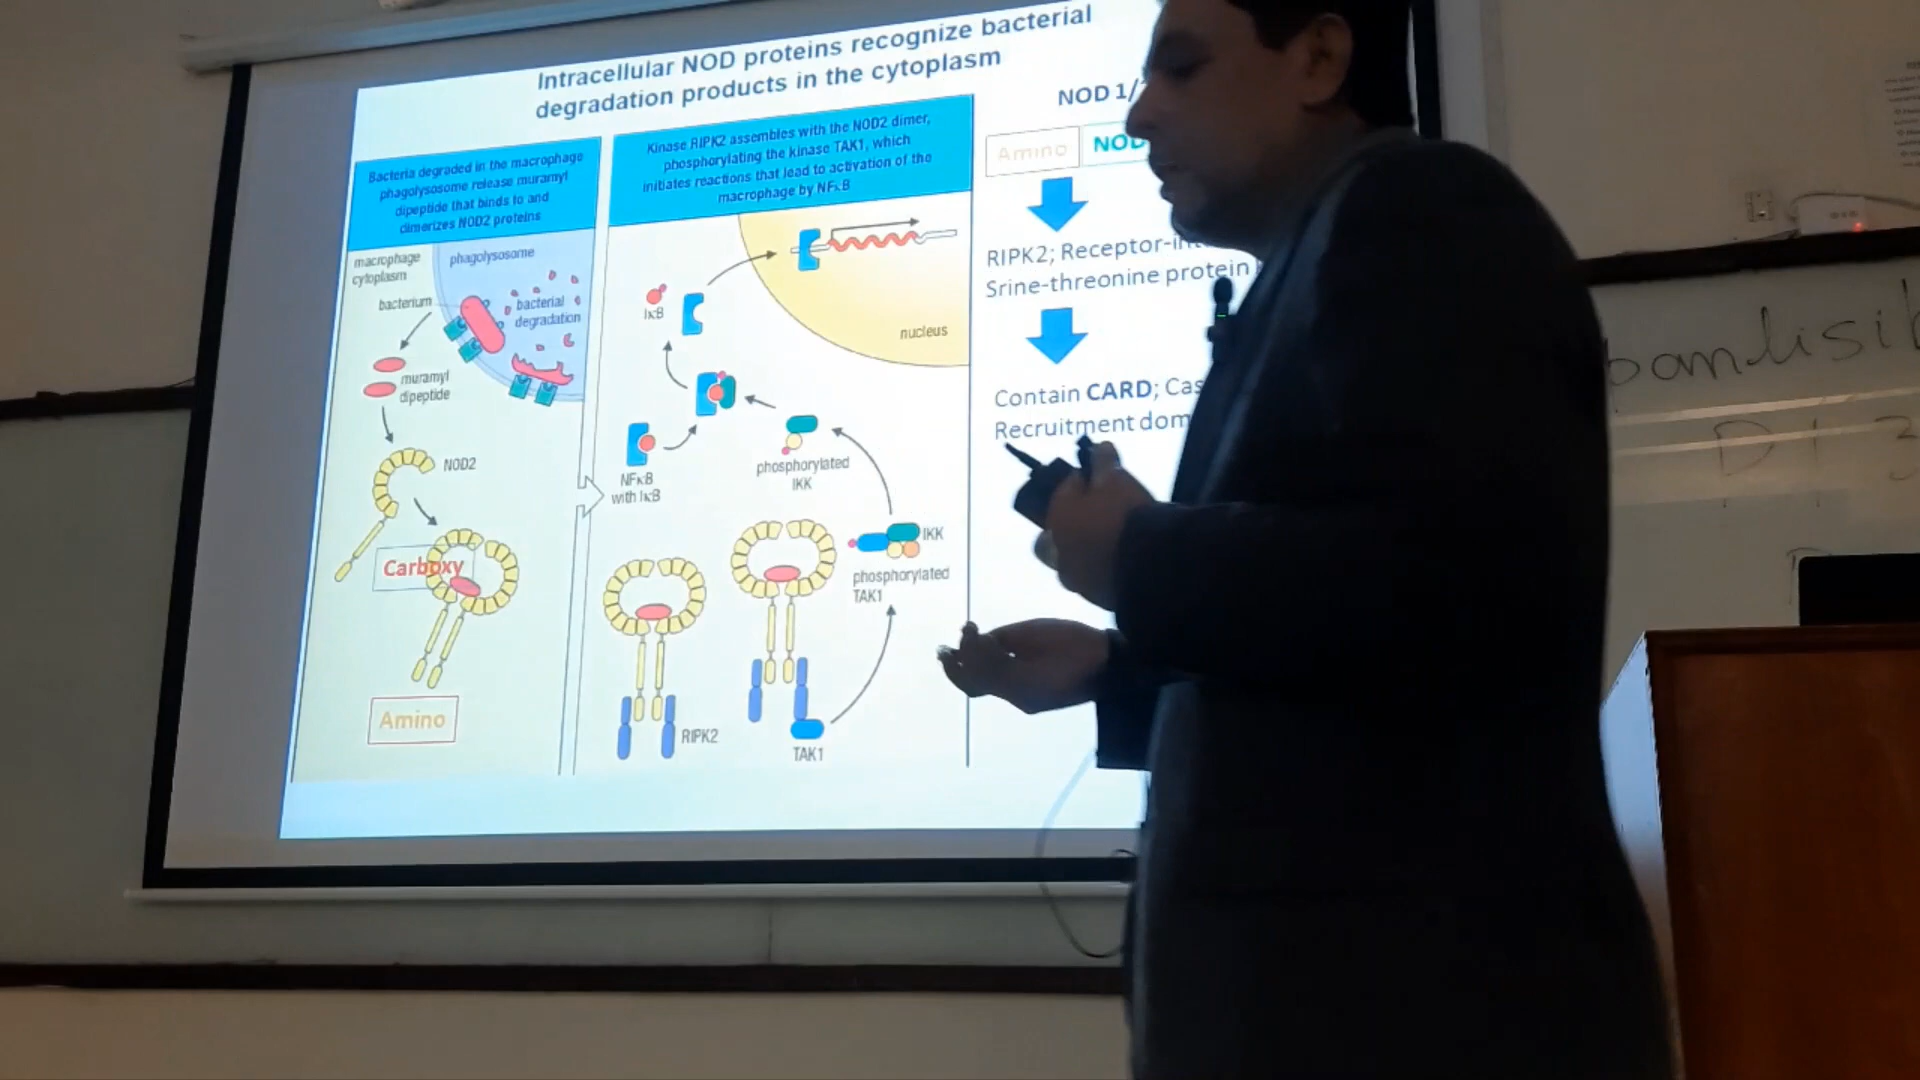 Intracellular NOD proteins recognize bacterial
degradation products in the cytoplasm
Bacteria degraded in the macrophage
phagolysosome release muramyl
dipeptide that binds to and
dimerizes NOD2 proteins
macrophage
cytoplasm
phagolysosome
bacterium
bacterial
degradation
muramyl
dipeptide
NOD2
Carboxy
Amino
Kinase RIPK2 assembles with the NOD2 dimer,
phosphorylating the kinase TAK1, which
initiates reactions that lead to activation of the
macrophage by NFκB
IκB
nucleus
NFκB
with IκB
phosphorylated
IKK
IKK
phosphorylated
TAK1
RIPK2
TAK1
NOD 1/
Amino
NOD
RIPK2; Receptor-in
Srine-threonine protein
Contain CARD; Cas
Recruitment dom